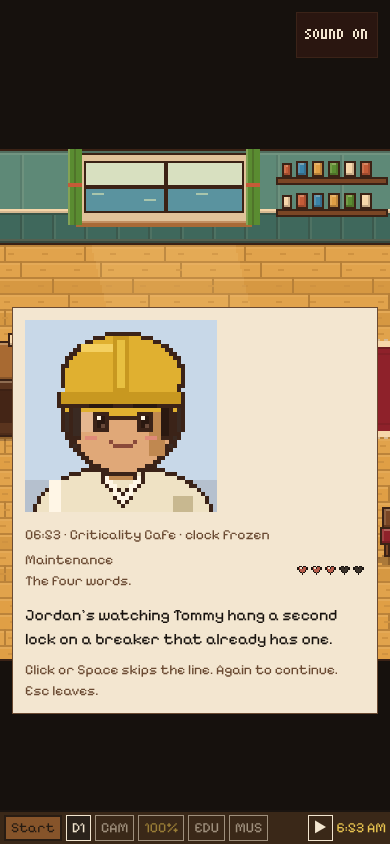 SOUND ON
06:53 · Criticality Cafe · clock frozen
Maintenance
The four words.
Jordan's watching Tommy hang a second
lock on a breaker that already has one.
Click or Space skips the line. Again to continue.
Esc leaves.
Start D1 CAM 100% EDU MUS 6:53 AM